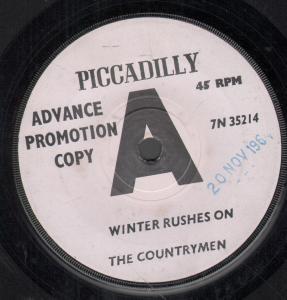 PICCADILLY
45 RPM
ADVANCE
PROMOTION
COPY
A
7N 35214
20 NOV 196
WINTER RUSHES ON
THE COUNTRYMEN